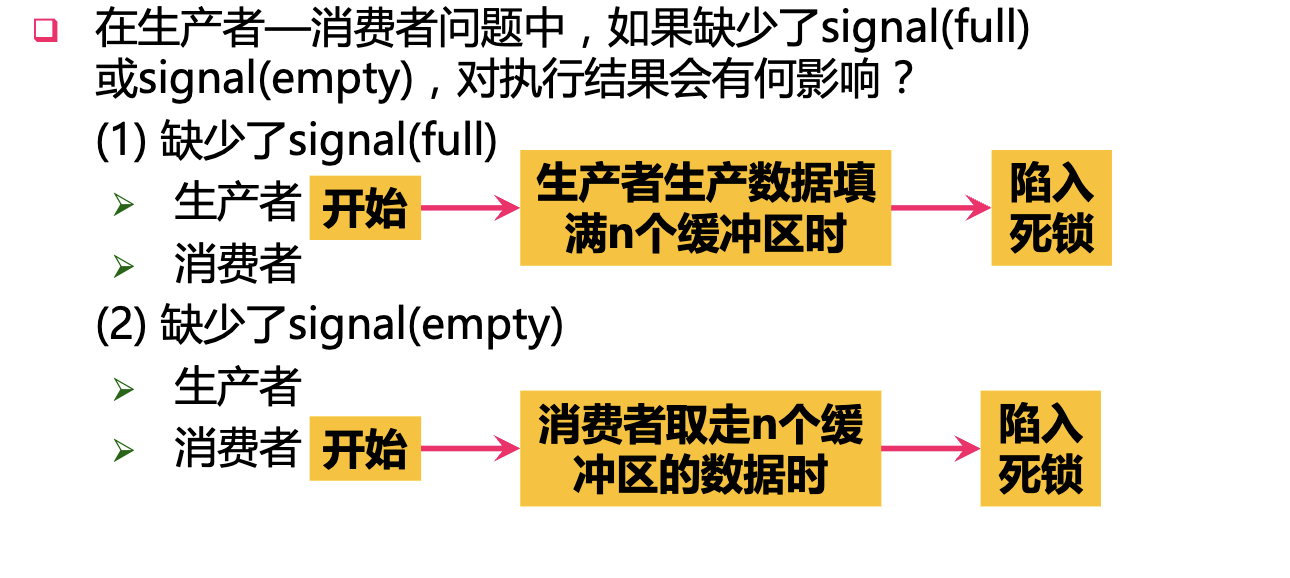 在生产者—消费者问题中，如果缺少了signal(full)
或signal(empty)，对执行结果会有何影响？
(1) 缺少了signal(full)
生产者
开始
生产者生产数据填
满n个缓冲区时
陷入
死锁
消费者
(2) 缺少了signal(empty)
生产者
消费者
开始
消费者取走n个缓
冲区的数据时
陷入
死锁